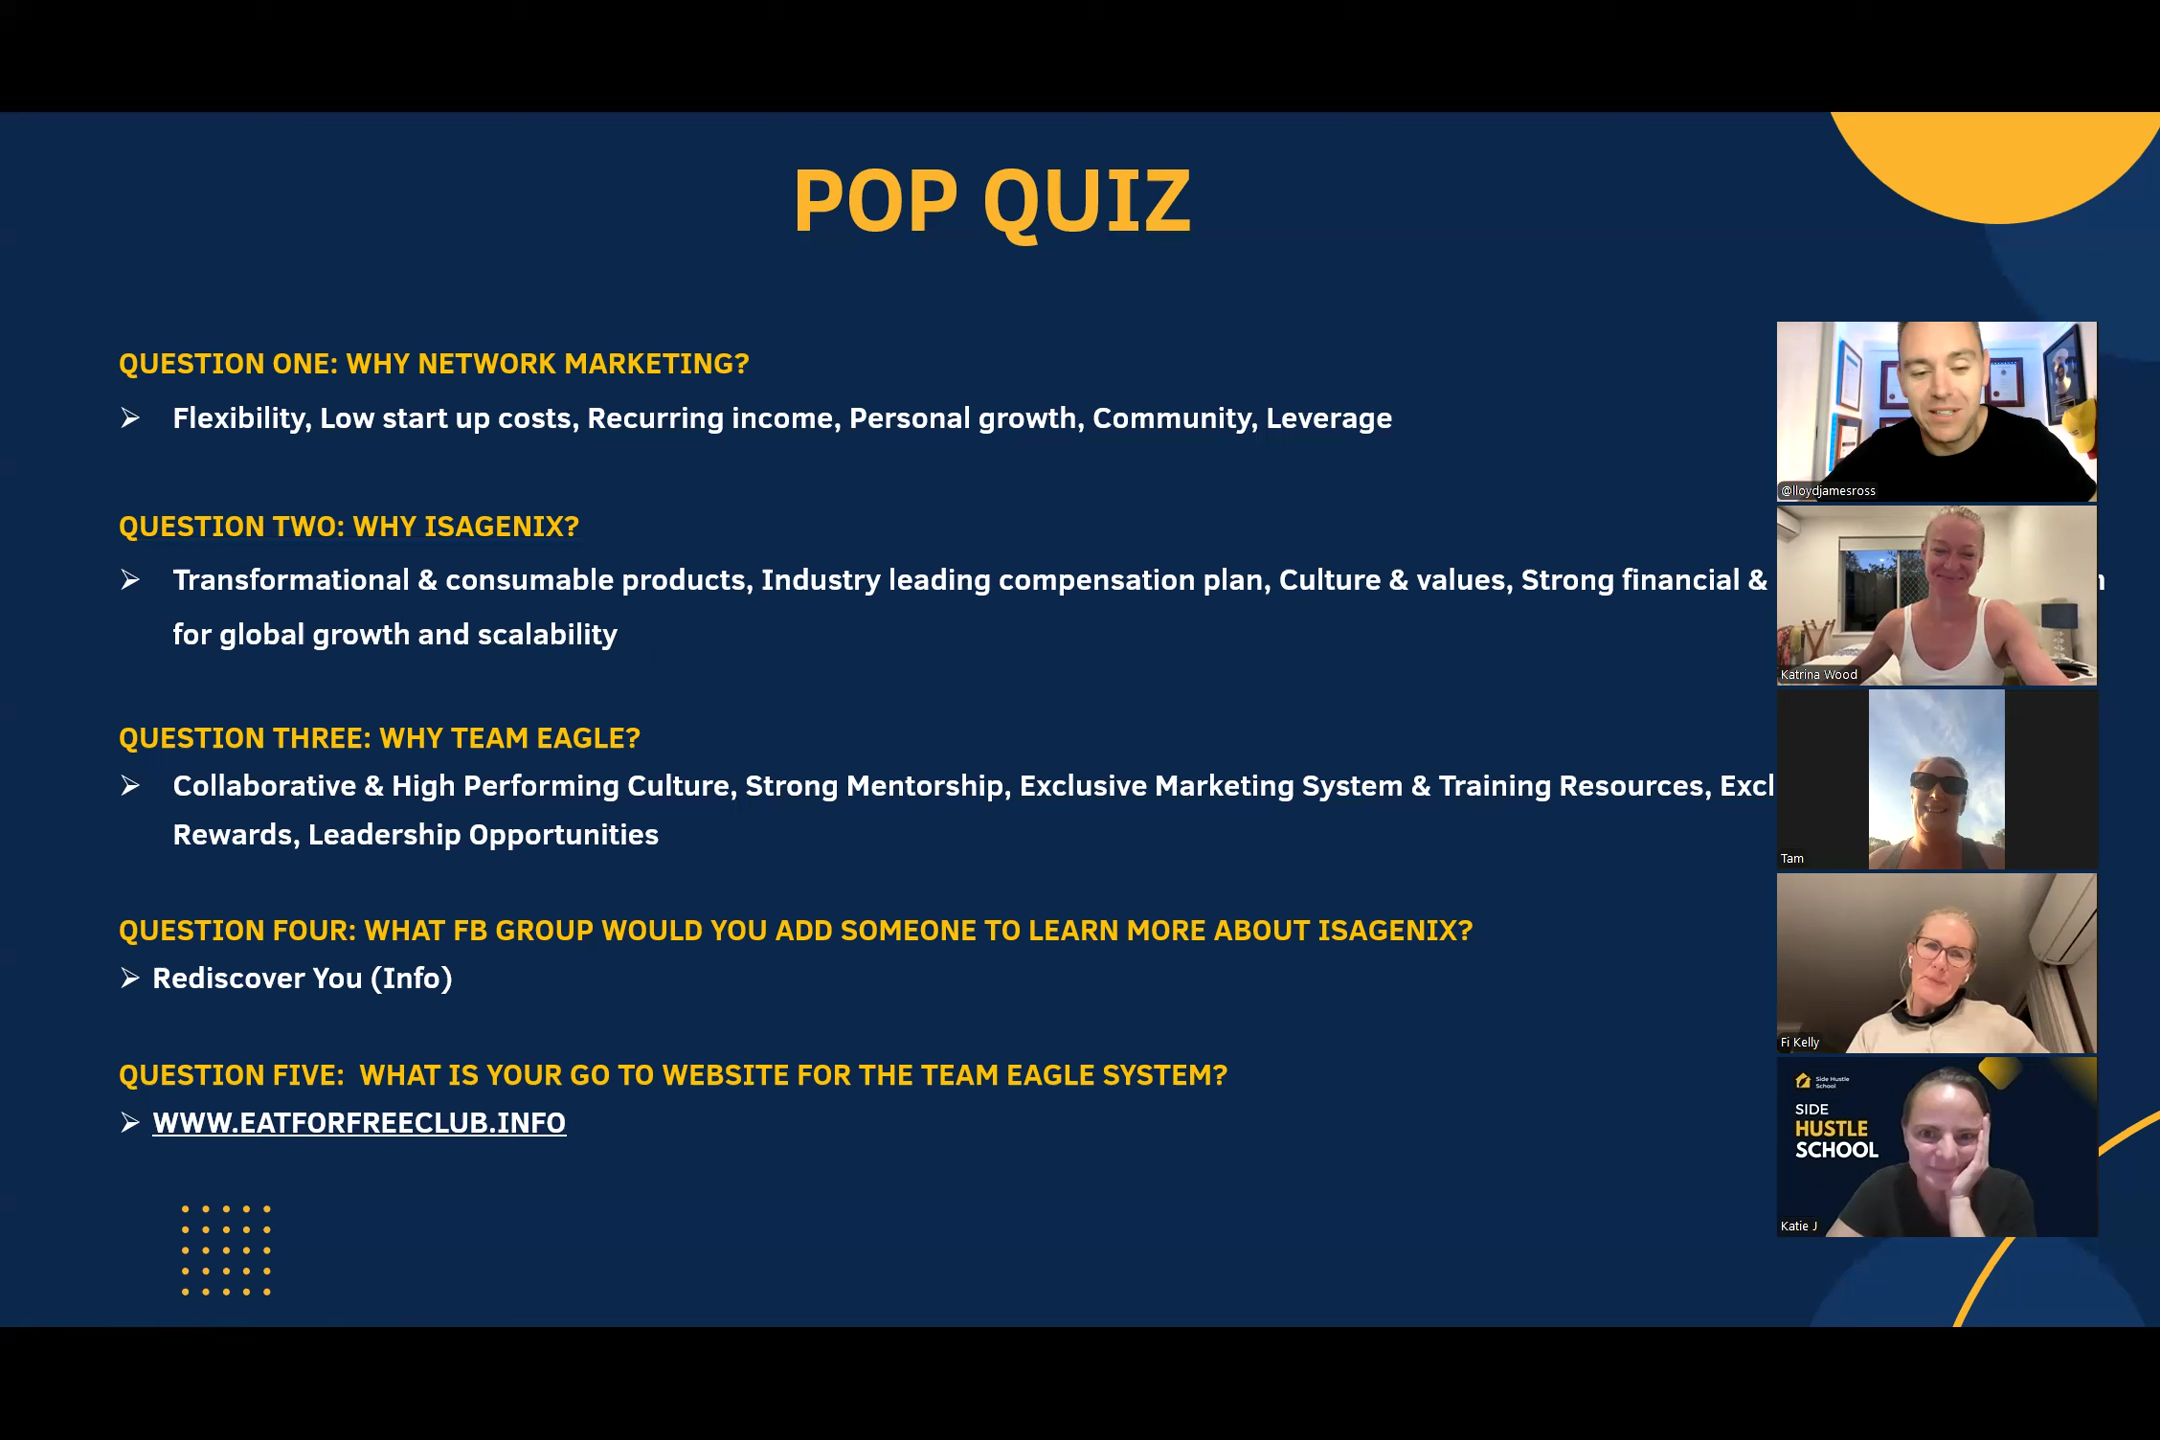 POP QUIZ
QUESTION ONE: WHY NETWORK MARKETING?
Flexibility, Low start up costs, Recurring income, Personal growth, Community, Leverage
QUESTION TWO: WHY ISAGENIX?
Transformational & consumable products, Industry leading compensation plan, Culture & values, Strong financial &
for global growth and scalability
QUESTION THREE: WHY TEAM EAGLE?
Collaborative & High Performing Culture, Strong Mentorship, Exclusive Marketing System & Training Resources,
Rewards, Leadership Opportunities
QUESTION FOUR: WHAT FB GROUP WOULD YOU ADD SOMEONE TO LEARN MORE ABOUT ISAGENIX?
Rediscover You (Info)
QUESTION FIVE: WHAT IS YOUR GO TO WEBSITE FOR THE TEAM EAGLE SYSTEM?
WWW.EATFORFREECLUB.INFO
@lloydjamesross
Katrina Wood
Tam
Fi Kelly
Side Hustle
School
SIDE
HUSTLE
SCHOOL
Katie J